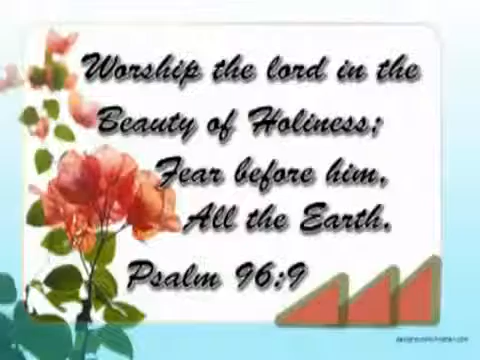 Worship the lord in the
Beauty of Holiness;
Fear before him,
All the Earth.
Psalm 96:9